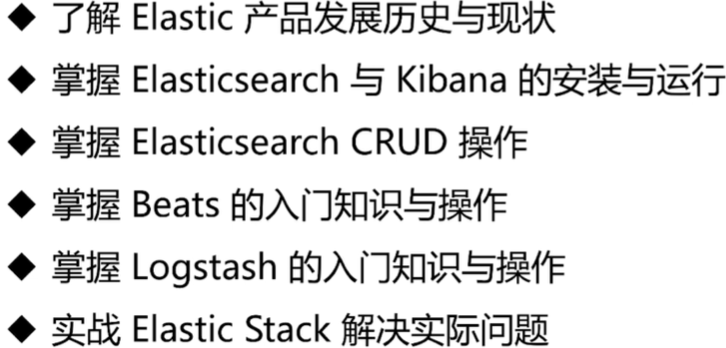 ◆ 了解 Elastic 产品发展历史与现状
◆ 掌握 Elasticsearch 与 Kibana 的安装与运行
◆ 掌握 Elasticsearch CRUD 操作
◆ 掌握 Beats 的入门知识与操作
◆ 掌握 Logstash 的入门知识与操作
◆ 实战 Elastic Stack 解决实际问题